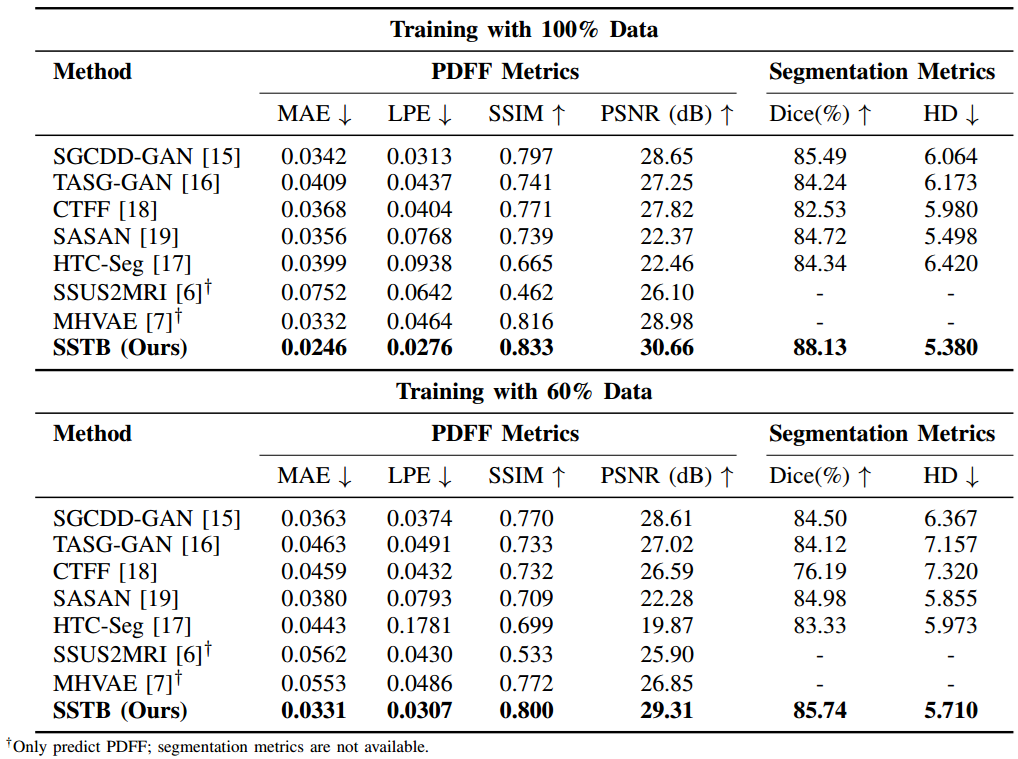 Training with 100% Data
Method PDFF Metrics Segmentation Metrics
MAE ↓ LPE ↓ SSIM ↑ PSNR (dB) ↑ Dice(%) ↑ HD ↓
SGCDD-GAN [15] 0.0342 0.0313 0.797 28.65 85.49 6.064
TASG-GAN [16] 0.0409 0.0437 0.741 27.25 84.24 6.173
CTFF [18] 0.0368 0.0404 0.771 27.82 82.53 5.980
SASAN [19] 0.0356 0.0768 0.739 22.37 84.72 5.498
HTC-Seg [17] 0.0399 0.0938 0.665 22.46 84.34 6.420
SSUS2MRI [6]† 0.0752 0.0642 0.462 26.10 - -
MHVAE [7]† 0.0332 0.0464 0.816 28.98 - -
SSTB (Ours) 0.0246 0.0276 0.833 30.66 88.13 5.380
Training with 60% Data
Method PDFF Metrics Segmentation Metrics
MAE ↓ LPE ↓ SSIM ↑ PSNR (dB) ↑ Dice(%) ↑ HD ↓
SGCDD-GAN [15] 0.0363 0.0374 0.770 28.61 84.50 6.367
TASG-GAN [16] 0.0463 0.0491 0.733 27.02 84.12 7.157
CTFF [18] 0.0459 0.0432 0.732 26.59 76.19 7.320
SASAN [19] 0.0380 0.0793 0.709 22.28 84.98 5.855
HTC-Seg [17] 0.0443 0.1781 0.699 19.87 83.33 5.973
SSUS2MRI [6]† 0.0562 0.0430 0.533 25.90 - -
MHVAE [7]† 0.0553 0.0486 0.772 26.85 - -
SSTB (Ours) 0.0331 0.0307 0.800 29.31 85.74 5.710
†Only predict PDFF; segmentation metrics are not available.